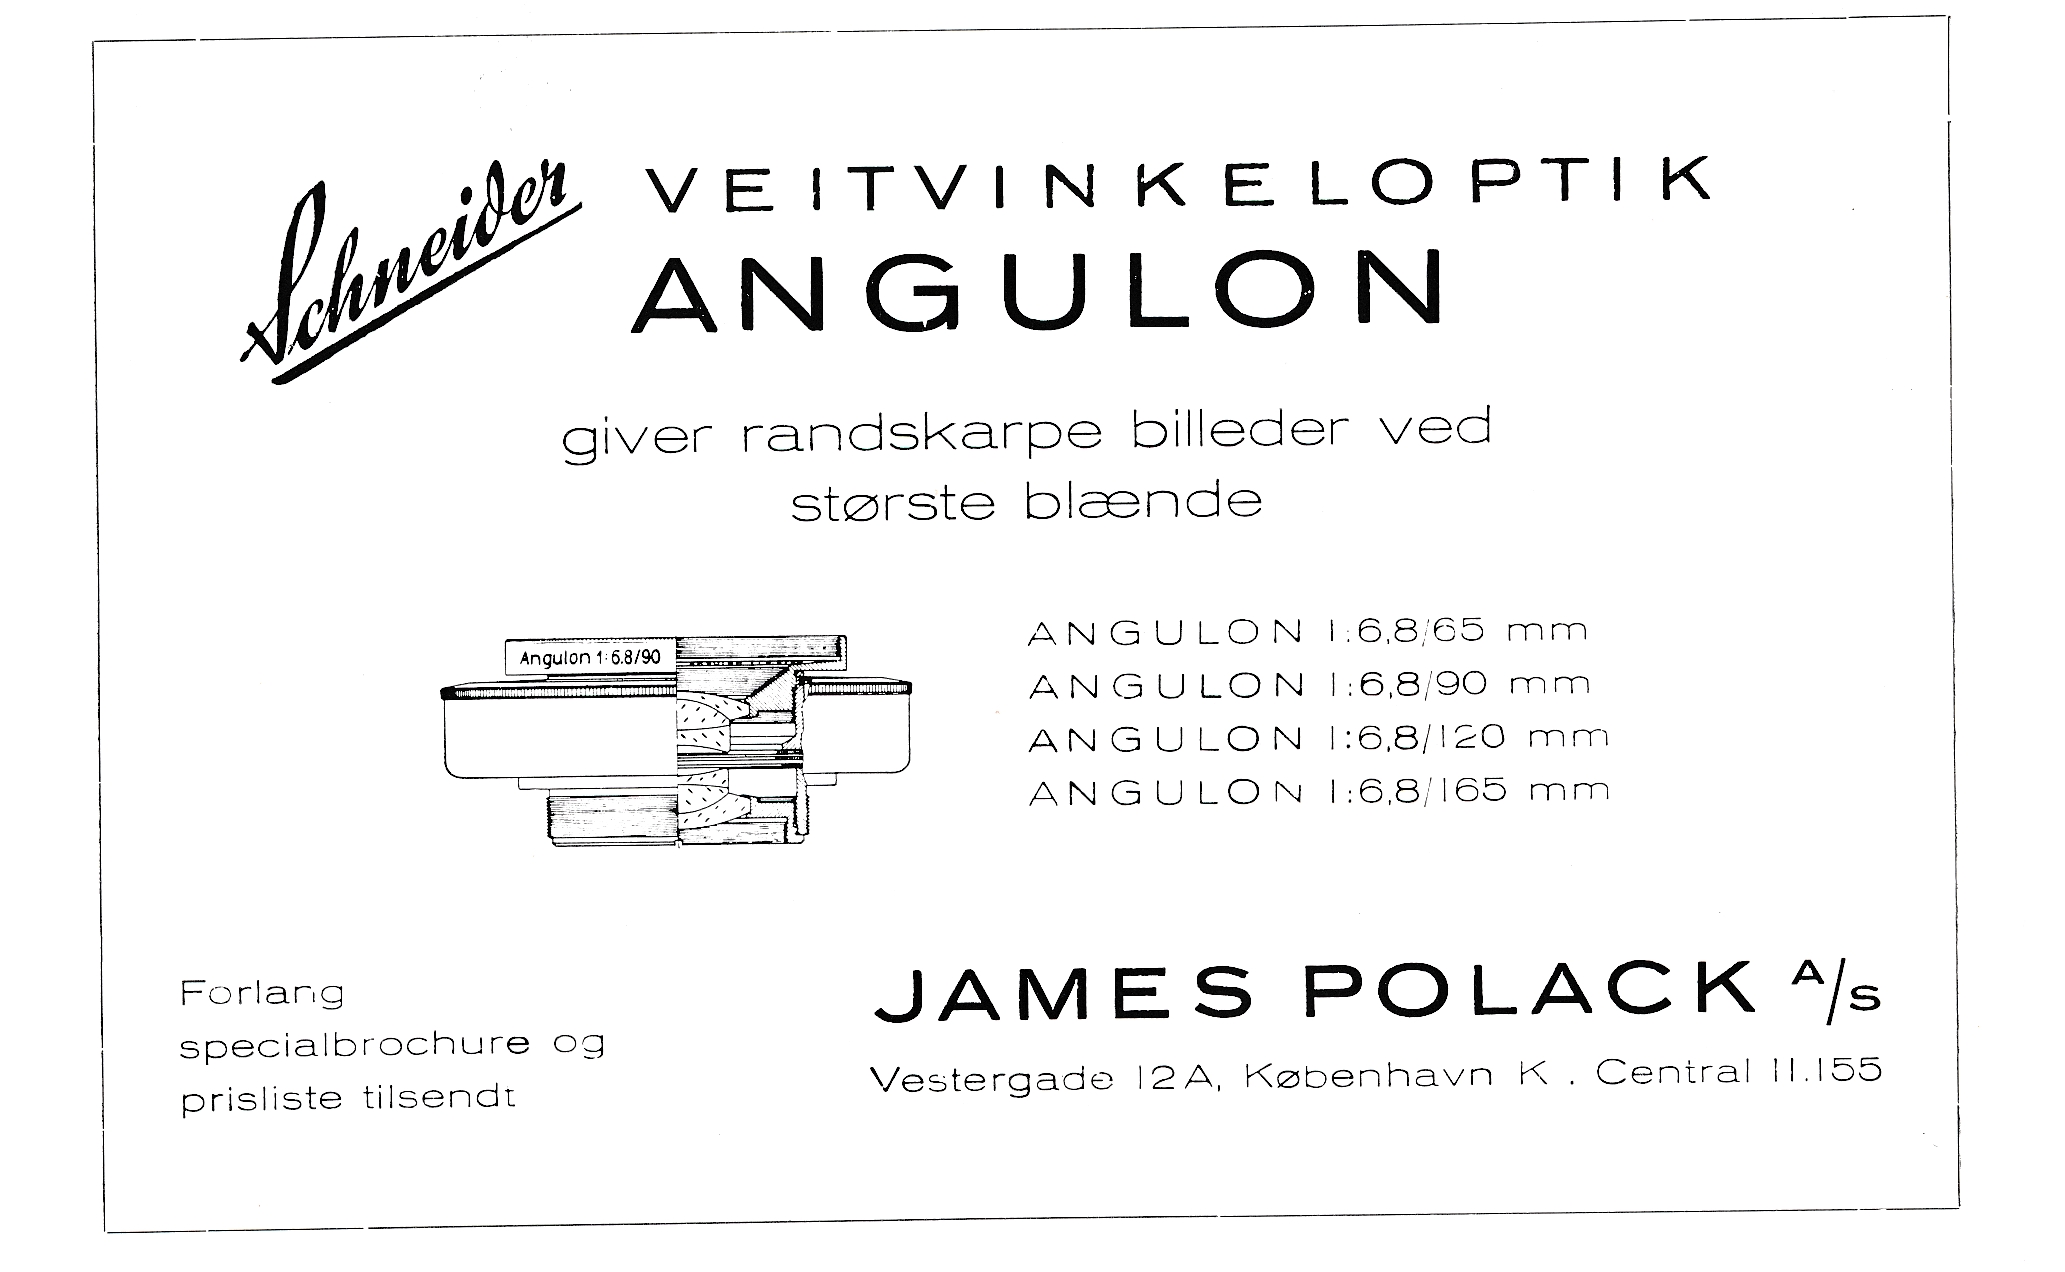 Schneider
VEITVINKELOPTIK
ANGULON
giver randskarpe billeder ved
største blænde
Angulon 1:6.8/90
ANGULON 1:6,8/65 mm
ANGULON 1:6,8/90 mm
ANGULON 1:6,8/120 mm
ANGULON 1:6,8/165 mm
Forlang
specialbrochure og
prisliste tilsendt
JAMES POLACK A/S
Vestergade 12A, København K . Central 11.155